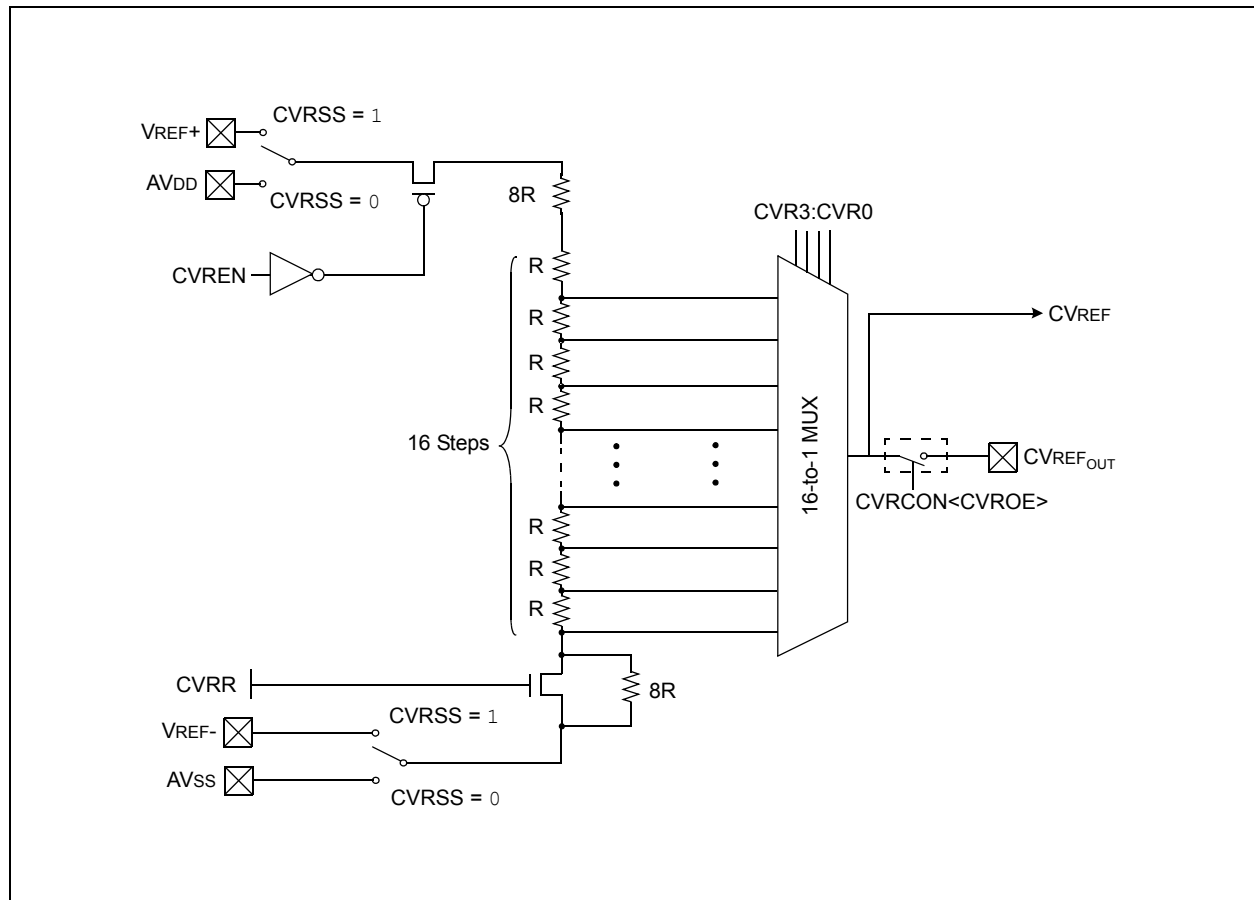 CVRSS = 1
VREF+
AVDD
CVRSS = 0
8R
CVREN
CVR3:CVR0
R
R
R
R
16 Steps
R
R
R
16-to-1 MUX
CVREF
CVREFOUT
CVRCON<CVROE>
CVRR
8R
CVRSS = 1
VREF-
AVSS
CVRSS = 0